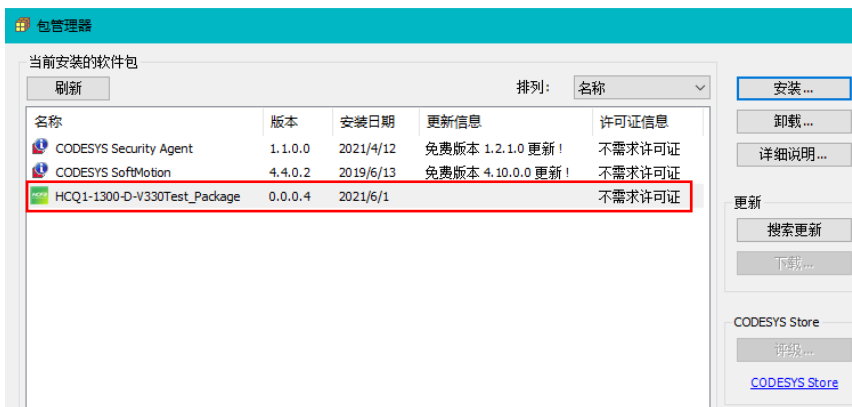 包管理器
当前安装的软件包
刷新
排列:
名称
安装...
名称 版本 安装日期 更新信息 许可证信息
卸载...
CODESYS Security Agent 1.1.0.0 2021/4/12 免费版本 1.2.1.0 更新! 不需求许可证
详细说明...
CODESYS SoftMotion 4.4.0.2 2019/6/13 免费版本 4.10.0.0 更新! 不需求许可证
HCQ1-1300-D-V330Test_Package 0.0.0.4 2021/6/1 不需求许可证
更新
搜索更新
下载...
CODESYS Store
评级...
CODESYS Store